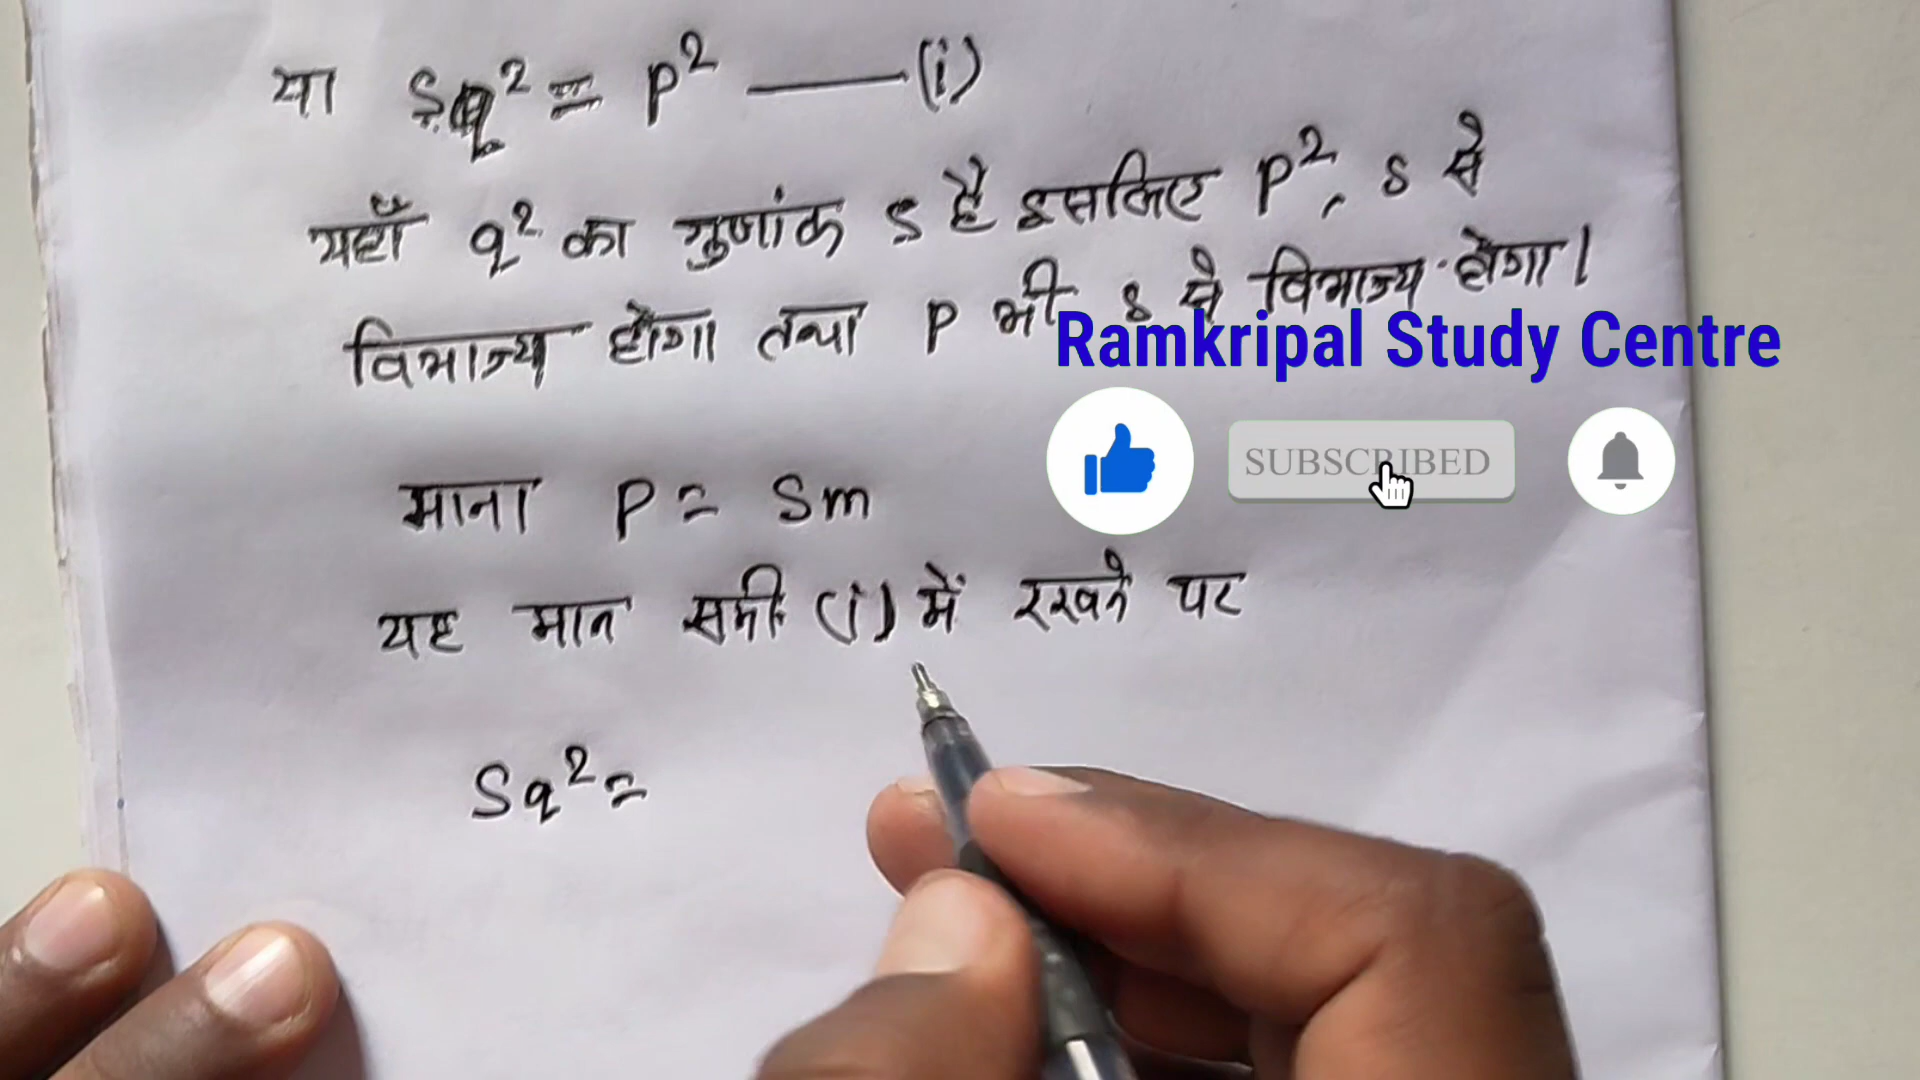 या 5q² = p² —— (i)
यहाँ q² का गुणांक 5 है इसलिए p², 5 से
विभाज्य होगा तथा p भी 5 से विभाज्य होगा।
Ramkripal Study Centre
SUBSCRIBED
माना p = 5m
यह मान समी (i) में रखने पर
5q² =